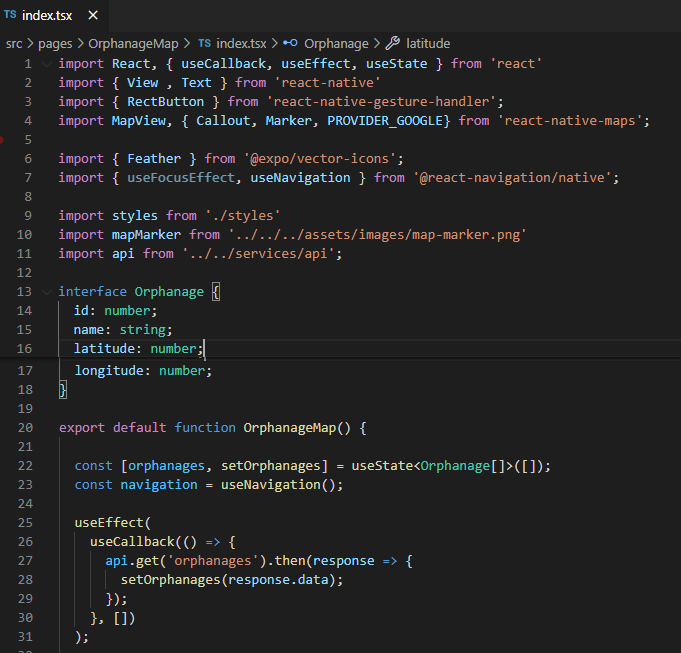 TS index.tsx ×
src > pages > OrphanageMap > TS index.tsx > Orphanage > latitude
1 import React, { useCallback, useEffect, useState } from 'react'
2 import { View , Text } from 'react-native'
3 import { RectButton } from 'react-native-gesture-handler';
4 import MapView, { Callout, Marker, PROVIDER_GOOGLE} from 'react-native-maps';
5
6 import { Feather } from '@expo/vector-icons';
7 import { useFocusEffect, useNavigation } from '@react-navigation/native';
8
9 import styles from './styles'
10 import mapMarker from '../../../assets/images/map-marker.png'
11 import api from '../../services/api';
12
13 interface Orphanage {
14 id: number;
15 name: string;
16 latitude: number;
17 longitude: number;
18 }
19
20 export default function OrphanageMap() {
21
22 const [orphanages, setOrphanages] = useState<Orphanage[]>([]);
23 const navigation = useNavigation();
24
25 useEffect(
26 useCallback(() => {
27 api.get('orphanages').then(response => {
28 setOrphanages(response.data);
29 });
30 }, [])
31 );